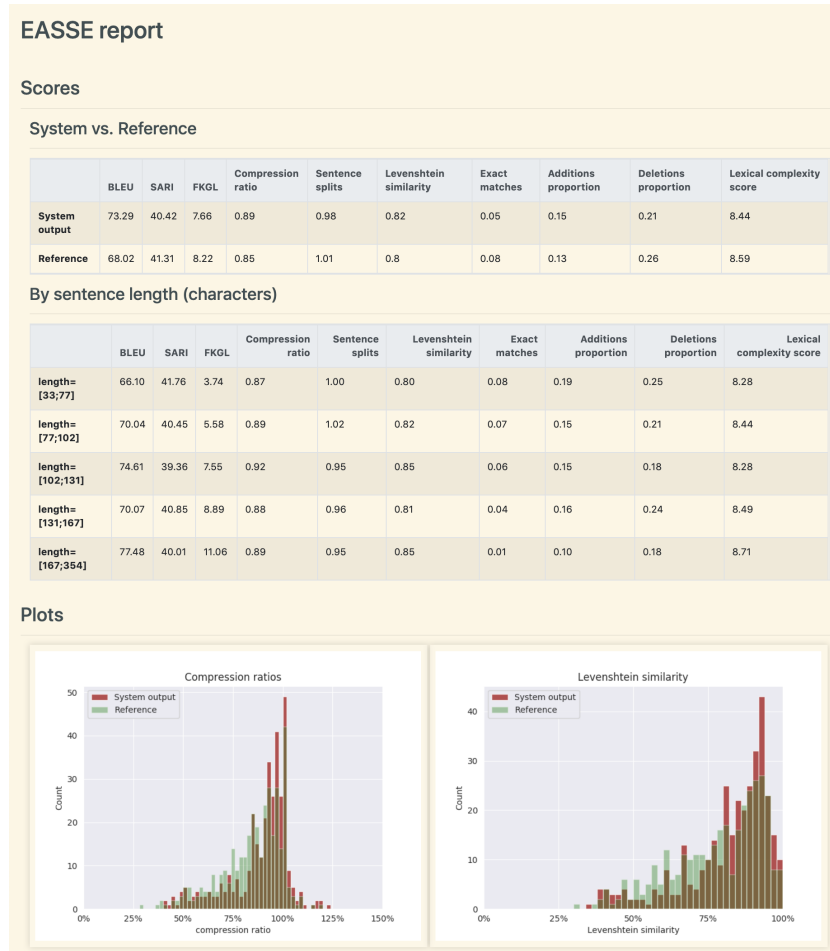 EASSE report
Scores
System vs. Reference
BLEU SARI FKGL Compression ratio Sentence splits Levenshtein similarity Exact matches Additions proportion Deletions proportion Lexical complexity score
System output 73.29 40.42 7.66 0.89 0.98 0.82 0.05 0.15 0.21 8.44
Reference 68.02 41.31 8.22 0.85 1.01 0.8 0.08 0.13 0.26 8.59
By sentence length (characters)
BLEU SARI FKGL Compression ratio Sentence splits Levenshtein similarity Exact matches Additions proportion Deletions proportion Lexical complexity score
length=[33;77] 66.10 41.76 3.74 0.87 1.00 0.80 0.08 0.19 0.25 8.28
length=[77;102] 70.04 40.45 5.58 0.89 1.02 0.82 0.07 0.15 0.21 8.44
length=[102;131] 74.61 39.36 7.55 0.92 0.95 0.85 0.06 0.15 0.18 8.28
length=[131;167] 70.07 40.85 8.89 0.88 0.96 0.81 0.04 0.16 0.24 8.49
length=[167;354] 77.48 40.01 11.06 0.89 0.95 0.85 0.01 0.10 0.18 8.71
Plots
Compression ratios
System output
Reference
Count
50
40
30
20
10
0
0% 25% 50% 75% 100% 125% 150%
compression ratio
Levenshtein similarity
System output
Reference
Count
40
30
20
10
0
0% 25% 50% 75% 100%
Levenshtein similarity